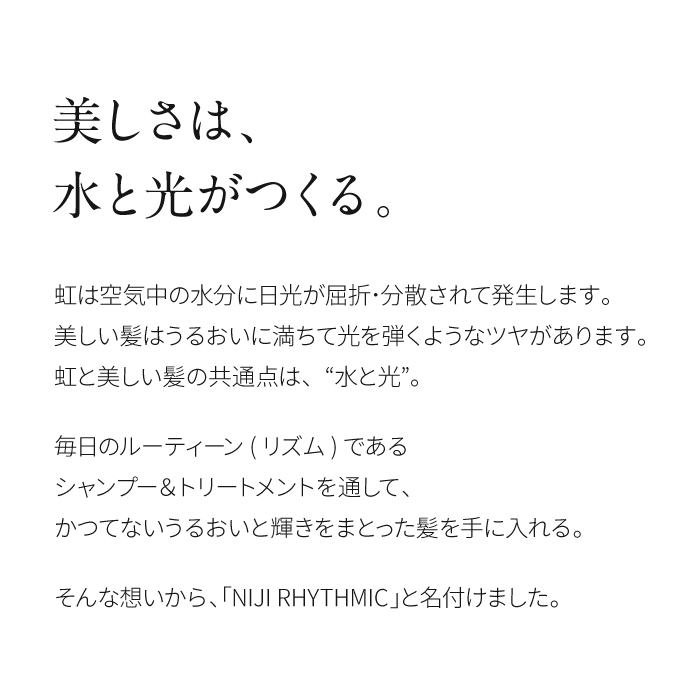 美しさは、
水と光がつくる。
虹は空気中の水分に日光が屈折・分散されて発生します。
美しい髪はうるおいに満ちて光を弾くようなツヤがあります。
虹と美しい髪の共通点は、“水と光”。
毎日のルーティーン ( リズム ) である
シャンプー＆トリートメントを通して、
かつてないうるおいと輝きをまとった髪を手に入れる。
そんな想いから、「NIJI RHYTHMIC」と名付けました。